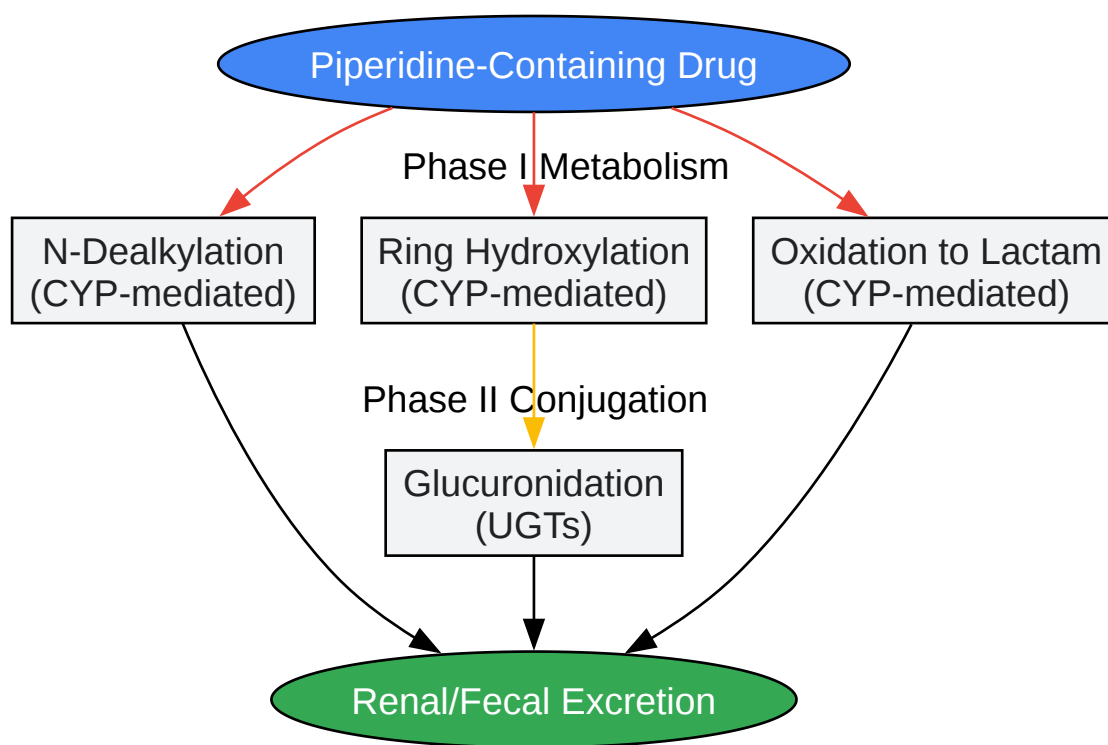 Piperidine-Containing Drug
Phase I Metabolism
N-Dealkylation
(CYP-mediated)
Ring Hydroxylation
(CYP-mediated)
Oxidation to Lactam
(CYP-mediated)
Phase II Conjugation
Glucuronidation
(UGTs)
Renal/Fecal Excretion